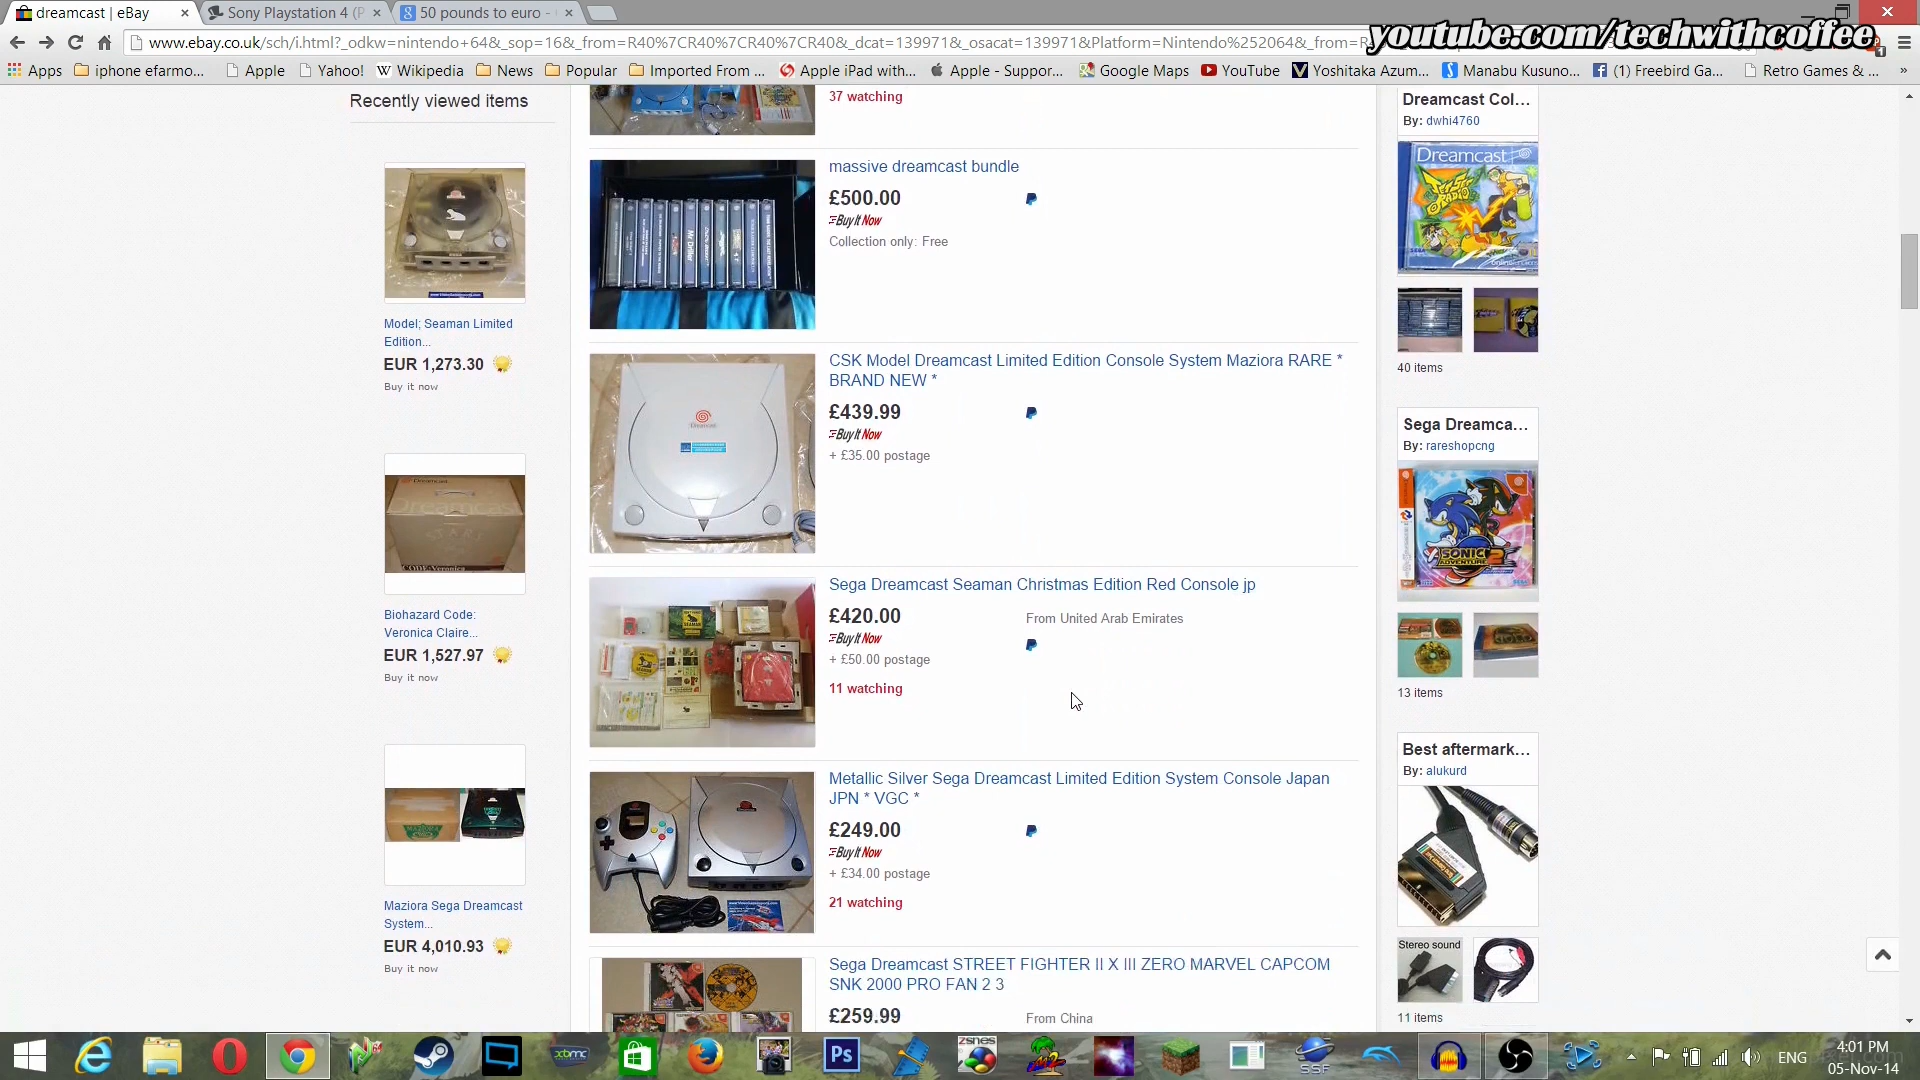 dreamcast | eBay
Sony Playstation 4 (P
50 pounds to euro -
www.ebay.co.uk/sch/i.html?_odkw=nintendo+64&_sop=16&_from=R40%7CR40%7CR40%7CR40&_dcat=139971&_osacat=139971&Platform=Nintendo%252064&_from=R
youtube.com/techwithcoffee
Apps
iphone efarmo...
Apple
Yahoo!
Wikipedia
News
Popular
Imported From ...
Apple iPad with...
Apple - Suppor...
Google Maps
YouTube
Yoshitaka Azum...
Manabu Kusuno...
(1) Freebird Ga...
Retro Games & ...
»
Recently viewed items
Model; Seaman Limited
Edition...
EUR 1,273.30
Buy it now
Biohazard Code:
Veronica Claire...
EUR 1,527.97
Buy it now
Maziora Sega Dreamcast
System...
EUR 4,010.93
Buy it now
37 watching
massive dreamcast bundle
£500.00
Buy It Now
Collection only: Free
CSK Model Dreamcast Limited Edition Console System Maziora RARE *
BRAND NEW *
£439.99
Buy It Now
+ £35.00 postage
Sega Dreamcast Seaman Christmas Edition Red Console jp
£420.00
From United Arab Emirates
Buy It Now
+ £50.00 postage
11 watching
Metallic Silver Sega Dreamcast Limited Edition System Console Japan
JPN * VGC *
£249.00
Buy It Now
+ £34.00 postage
21 watching
Sega Dreamcast STREET FIGHTER II X III ZERO MARVEL CAPCOM
SNK 2000 PRO FAN 2 3
£259.99
From China
Dreamcast Col...
By: dwhi4760
Dreamcast
40 items
Sega Dreamca...
By: rareshopcng
SONIC
ADVENTURE 2
13 items
Best aftermark...
By: alukurd
Stereo sound
11 items
Ps
zsnes
SSF
xbmc
ENG
4:01 PM
05-Nov-14